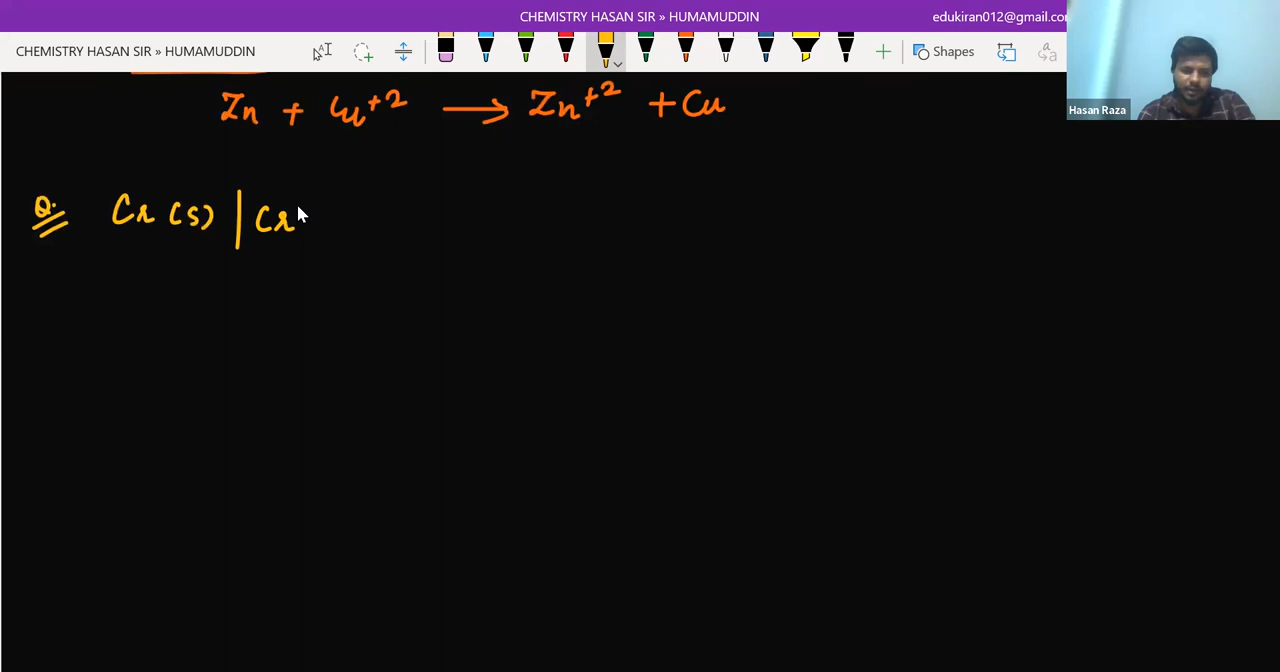 CHEMISTRY HASAN SIR » HUMAMUDDIN
edukiran012@gmail.co
CHEMISTRY HASAN SIR » HUMAMUDDIN
Shapes
Hasan Raza
Zn + Cu+2 ⟶ Zn+2 + Cu
Q. Cr (s) | Cr